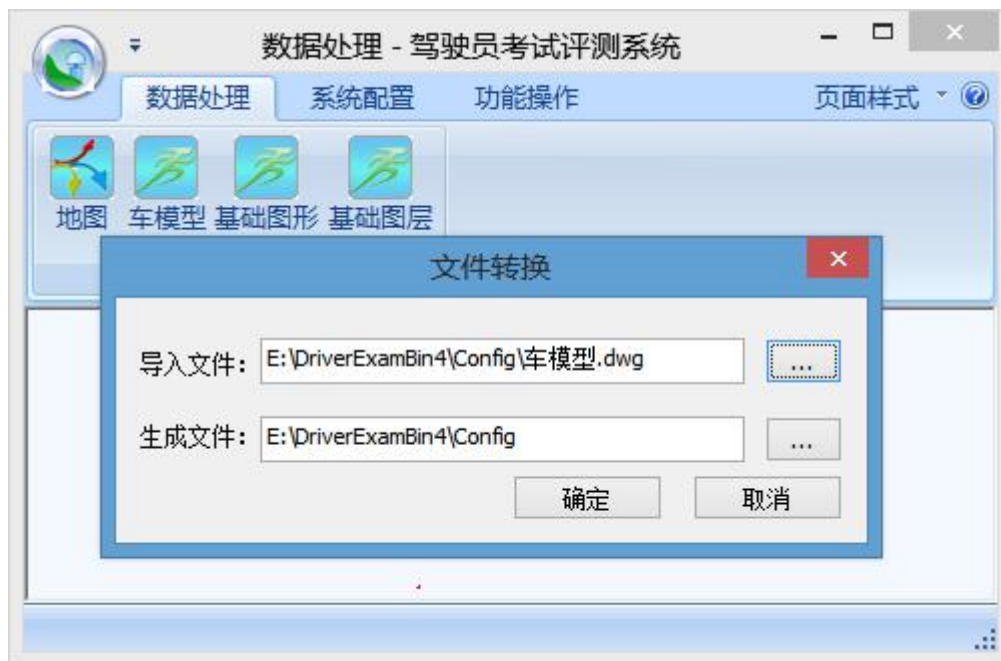 数据处理 - 驾驶员考试评测系统
数据处理 系统配置 功能操作 页面样式
地图 车模型 基础图形 基础图层
文件转换
导入文件: E:\DriverExamBin4\Config\车模型.dwg ...
生成文件: E:\DriverExamBin4\Config ...
确定 取消